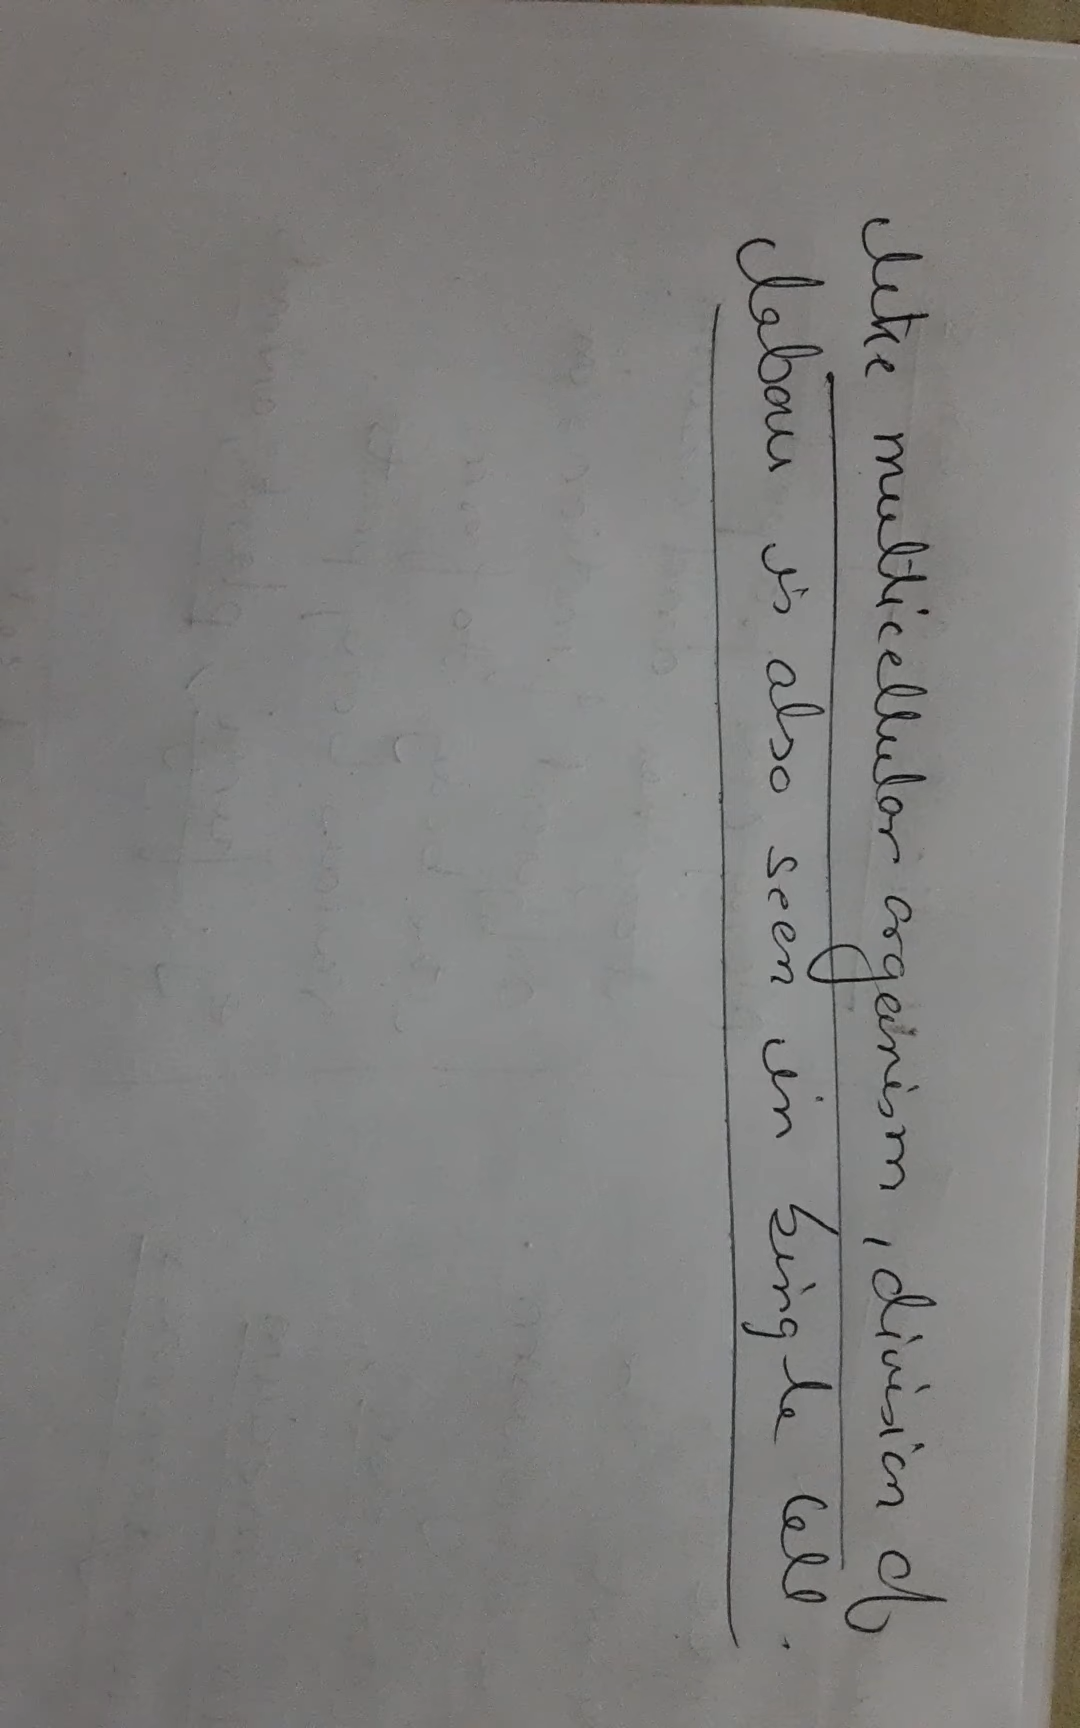 Like multicellular organism, division of
labour is also seen in single cell.